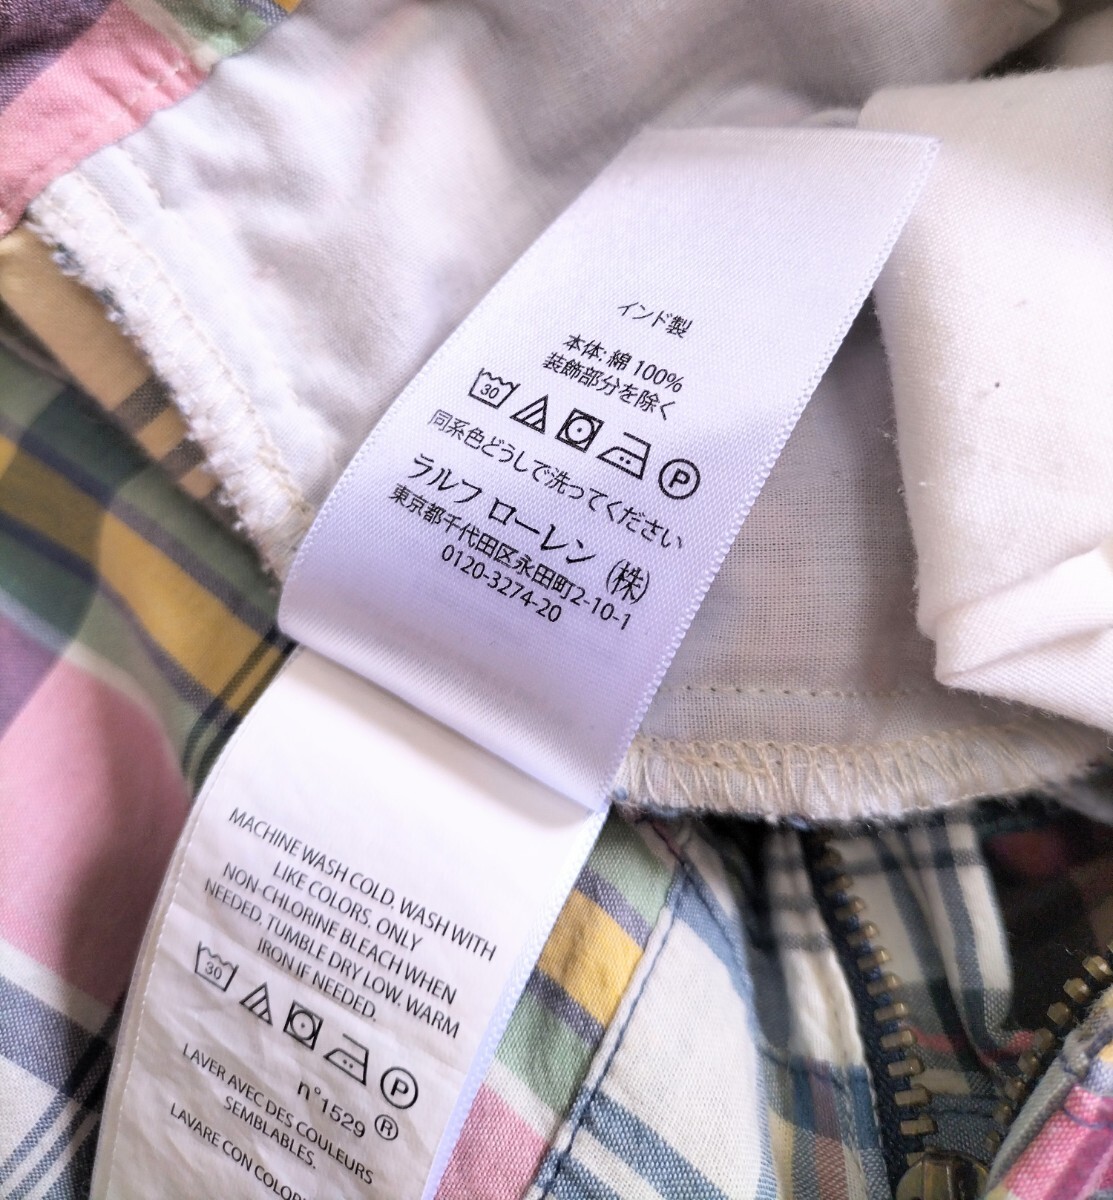 インド製
本体: 綿 100%
装飾部分を除く
30 P
同系色どうしで洗ってください
ラルフ ローレン (株)
東京都千代田区永田町2-10-1
0120-3274-20
MACHINE WASH COLD. WASH WITH
LIKE COLORS. ONLY
NON-CHLORINE BLEACH WHEN
NEEDED. TUMBLE DRY LOW. WARM
IRON IF NEEDED.
30 P
n°1529 ®
LAVER AVEC DES COULEURS
SEMBLABLES.
LAVARE CON COLORI